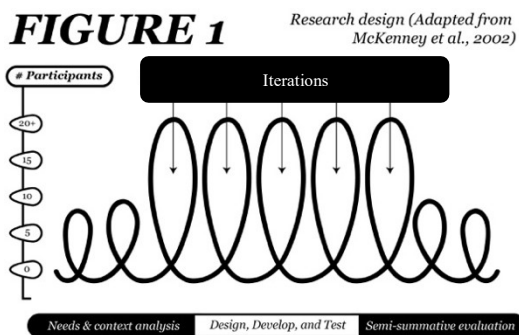 FIGURE 1
Research design (Adapted from
McKenney et al., 2002)
# Participants
Iterations
20+
15
10
5
0
Needs & context analysis
Design, Develop, and Test
Semi-summative evaluation